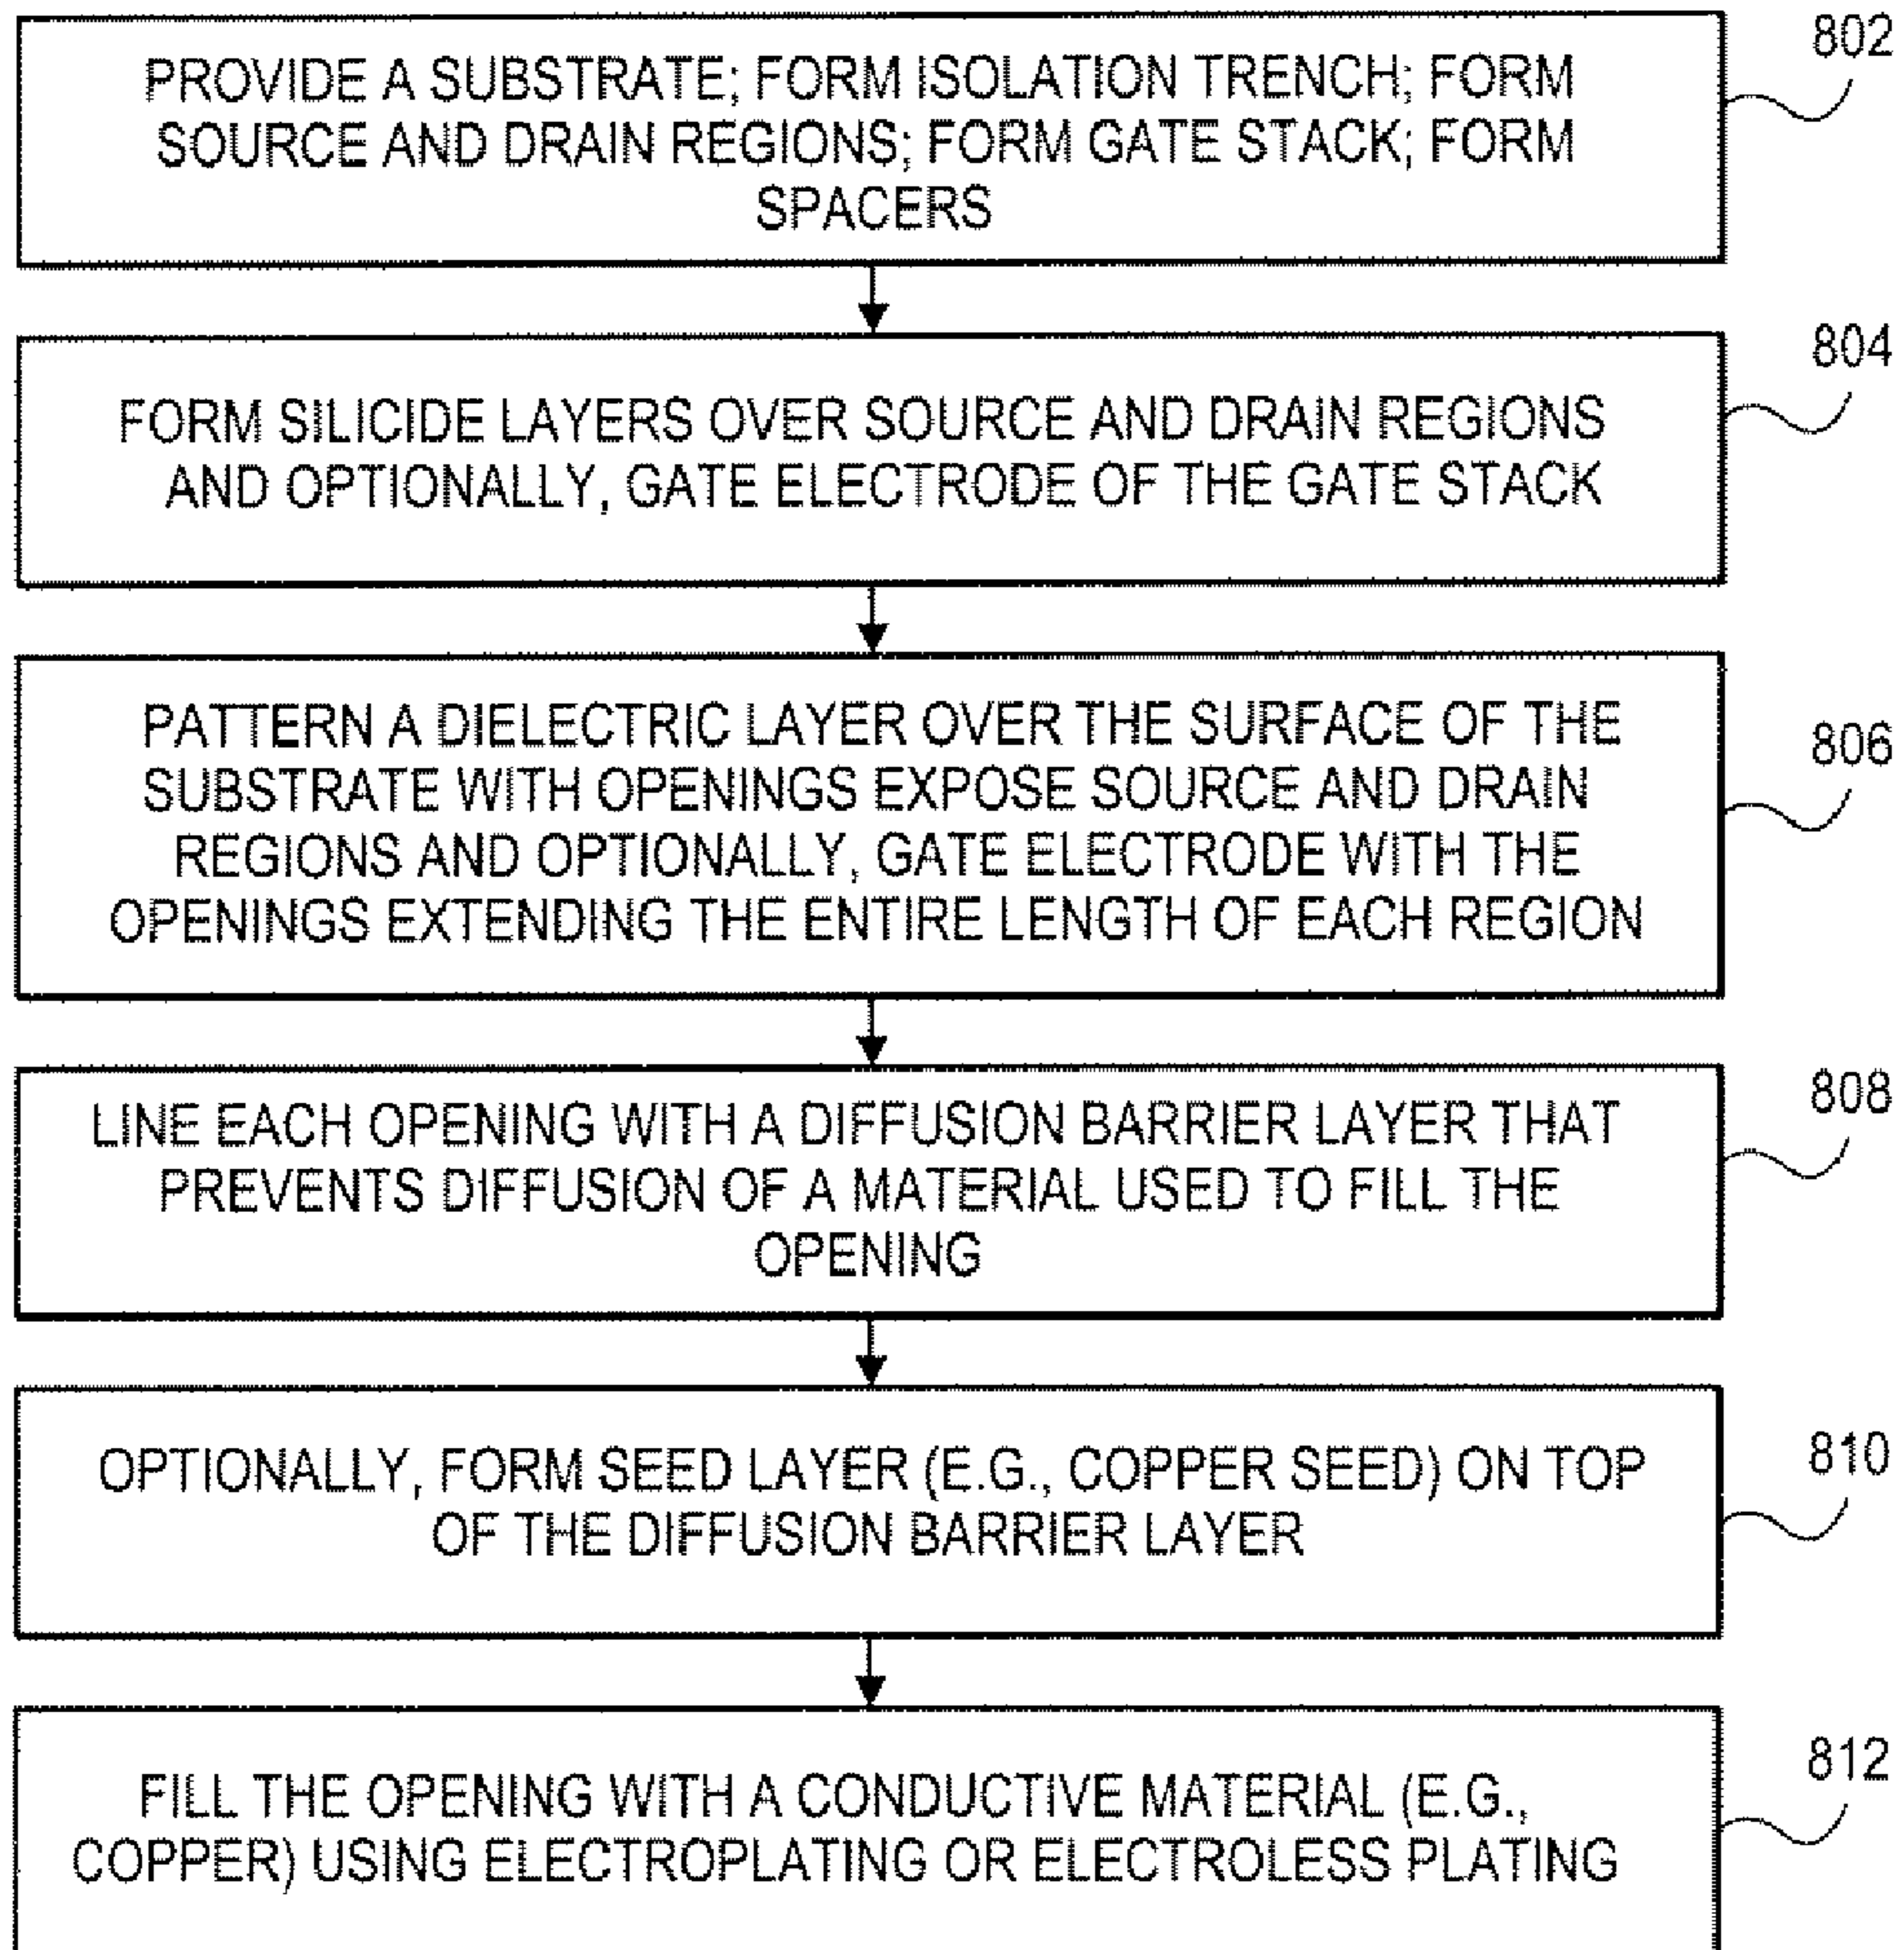 802
PROVIDE A SUBSTRATE; FORM ISOLATION TRENCH; FORM
SOURCE AND DRAIN REGIONS; FORM GATE STACK; FORM
SPACERS
804
FORM SILICIDE LAYERS OVER SOURCE AND DRAIN REGIONS
AND OPTIONALLY, GATE ELECTRODE OF THE GATE STACK
806
PATTERN A DIELECTRIC LAYER OVER THE SURFACE OF THE
SUBSTRATE WITH OPENINGS EXPOSE SOURCE AND DRAIN
REGIONS AND OPTIONALLY, GATE ELECTRODE WITH THE
OPENINGS EXTENDING THE ENTIRE LENGTH OF EACH REGION
808
LINE EACH OPENING WITH A DIFFUSION BARRIER LAYER THAT
PREVENTS DIFFUSION OF A MATERIAL USED TO FILL THE
OPENING
810
OPTIONALLY, FORM SEED LAYER (E.G., COPPER SEED) ON TOP
OF THE DIFFUSION BARRIER LAYER
812
FILL THE OPENING WITH A CONDUCTIVE MATERIAL (E.G.,
COPPER) USING ELECTROPLATING OR ELECTROLESS PLATING